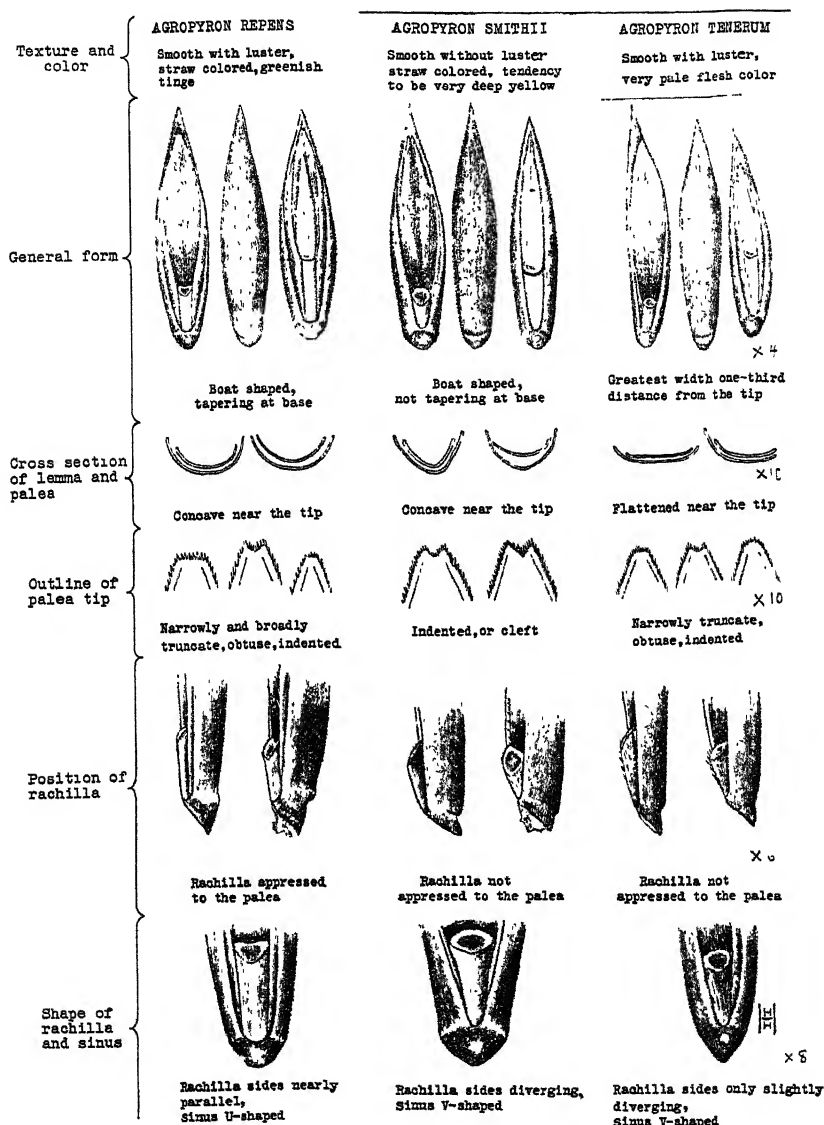 AGROPYRON REPENS
AGROPYRON SMITHII
AGROPYRON TENERUM
Texture and
color
Smooth with luster,
straw colored, greenish
tinge
Smooth without luster
straw colored, tendency
to be very deep yellow
Smooth with luster,
very pale flesh color
General form
× 4
Boat shaped,
tapering at base
Boat shaped,
not tapering at base
Greatest width one-third
distance from the tip
Cross section
of lemma and
palea
Concave near the tip
Concave near the tip
Flattened near the tip
Outline of
palea tip
× 10
Narrowly and broadly
truncate, obtuse, indented
Indented, or cleft
Narrowly truncate,
obtuse, indented
Position of
rachilla
Rachilla appressed
to the palea
Rachilla not
appressed to the palea
Rachilla not
appressed to the palea
Shape of
rachilla
and sinus
× 8
Rachilla sides nearly
parallel,
Sinus U-shaped
Rachilla sides diverging,
Sinus V-shaped
Rachilla sides only slightly
diverging,
Sinus V-shaped